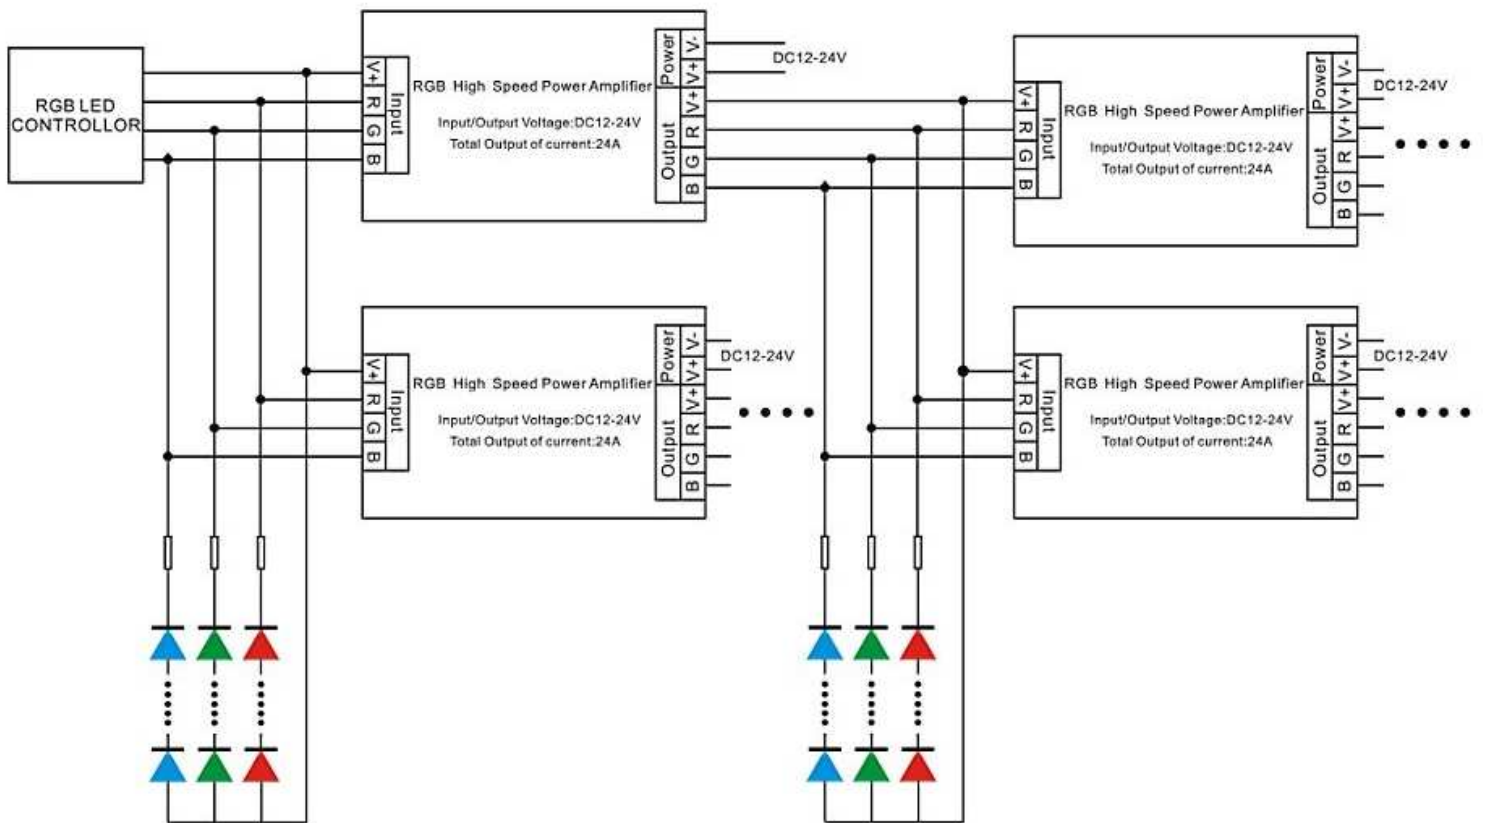 RGB LED
CONTROLLOR
V+
R
G
B
Input
RGB High Speed Power Amplifier
Input/Output Voltage:DC12-24V
Total Output of current:24A
Power
Output
V-
V+
V+
R
G
B
DC12-24V
V+
R
G
B
Input
RGB High Speed Power Amplifier
Input/Output Voltage:DC12-24V
Total Output of current:24A
Power
Output
V-
V+
V+
R
G
B
DC12-24V
V+
R
G
B
Input
RGB High Speed Power Amplifier
Input/Output Voltage:DC12-24V
Total Output of current:24A
Power
Output
V-
V+
V+
R
G
B
DC12-24V
V+
R
G
B
Input
RGB High Speed Power Amplifier
Input/Output Voltage:DC12-24V
Total Output of current:24A
Power
Output
V-
V+
V+
R
G
B
DC12-24V